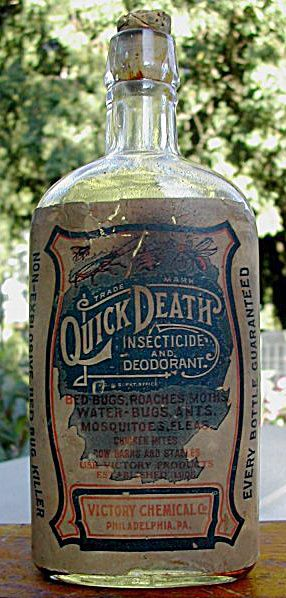 TRADE MARK
QUICK DEATH
INSECTICIDE
AND
DEODORANT
U.S. PAT. OFFICE
BED-BUGS, ROACHES, MOTHS,
WATER-BUGS, ANTS,
MOSQUITOES, FLEAS,
CHICKEN MITES
COW BARNS AND STABLES
USE VICTORY PRODUCTS
ESTABLISHED
VICTORY CHEMICAL Co.
PHILADELPHIA, PA.
NON-EXPLOSIVE BED BUG KILLER
EVERY BOTTLE GUARANTEED